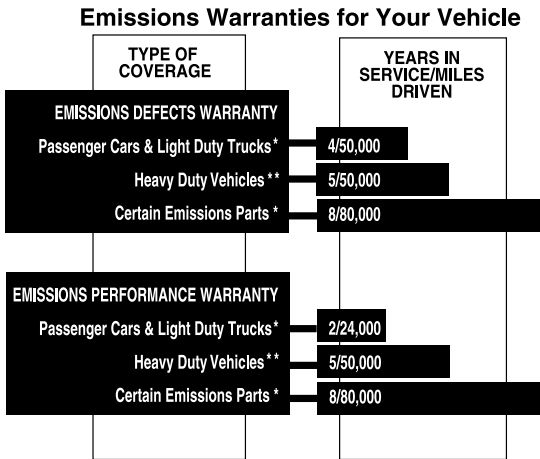 Emissions Warranties for Your Vehicle
TYPE OF
COVERAGE
YEARS IN
SERVICE/MILES
DRIVEN
EMISSIONS DEFECTS WARRANTY
Passenger Cars & Light Duty Trucks* 4/50,000
Heavy Duty Vehicles** 5/50,000
Certain Emissions Parts * 8/80,000
EMISSIONS PERFORMANCE WARRANTY
Passenger Cars & Light Duty Trucks* 2/24,000
Heavy Duty Vehicles** 5/50,000
Certain Emissions Parts * 8/80,000